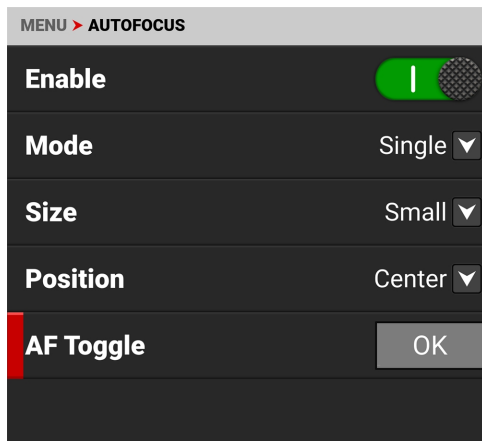 MENU ➤ AUTOFOCUS
Enable
Mode Single
Size Small
Position Center
AF Toggle OK